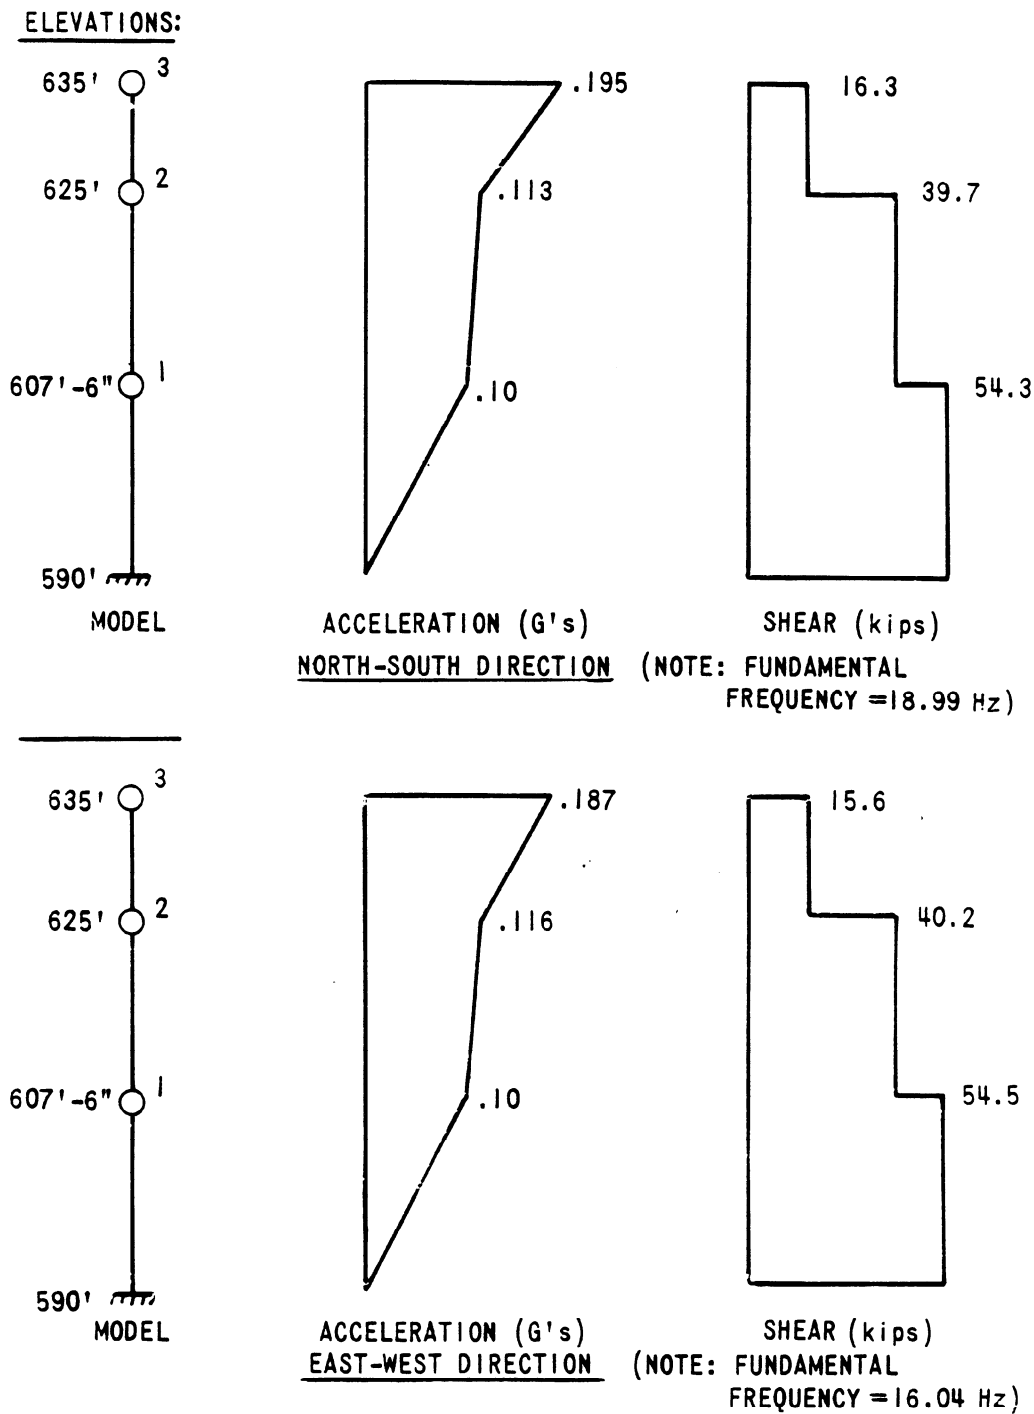 ELEVATIONS:
635' 3
625' 2
607'-6" 1
590'
MODEL
.195
.113
.10
ACCELERATION (G's)
16.3
39.7
54.3
SHEAR (kips)
NORTH-SOUTH DIRECTION (NOTE: FUNDAMENTAL
FREQUENCY =18.99 Hz)
635' 3
625' 2
607'-6" 1
590'
MODEL
.187
.116
.10
ACCELERATION (G's)
15.6
40.2
54.5
SHEAR (kips)
EAST-WEST DIRECTION (NOTE: FUNDAMENTAL
FREQUENCY =16.04 Hz)